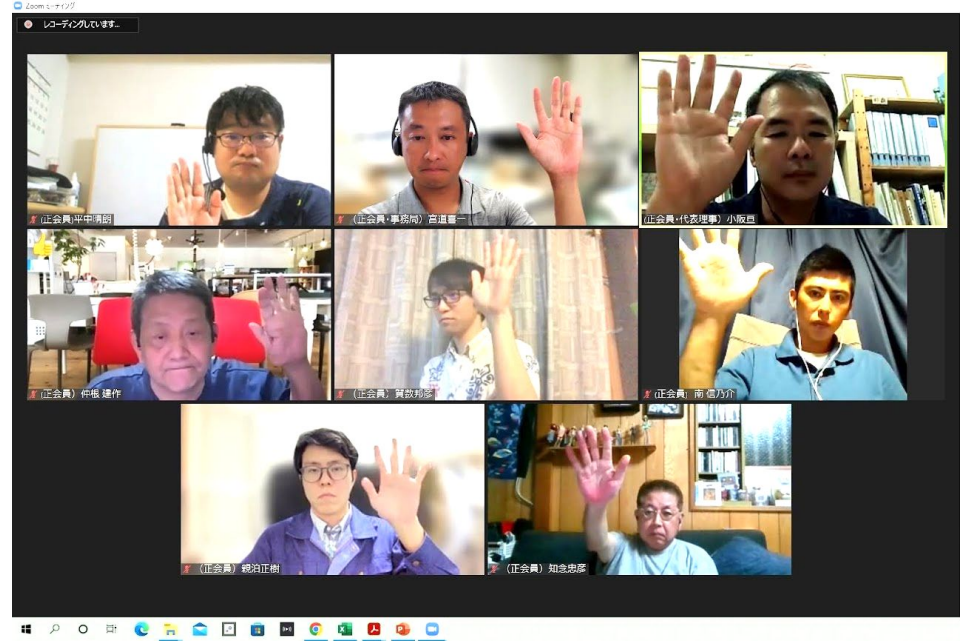 Zoom ミーティング
レコーディングしています...
(正会員)平中晴朗
(正会員・事務局) 宮道喜一
(正会員・代表理事) 小阪亘
(正会員) 仲根 建作
(正会員) 賀数邦彦
(正会員) 南 信乃介
(正会員) 親泊正樹
(正会員) 知念忠彦